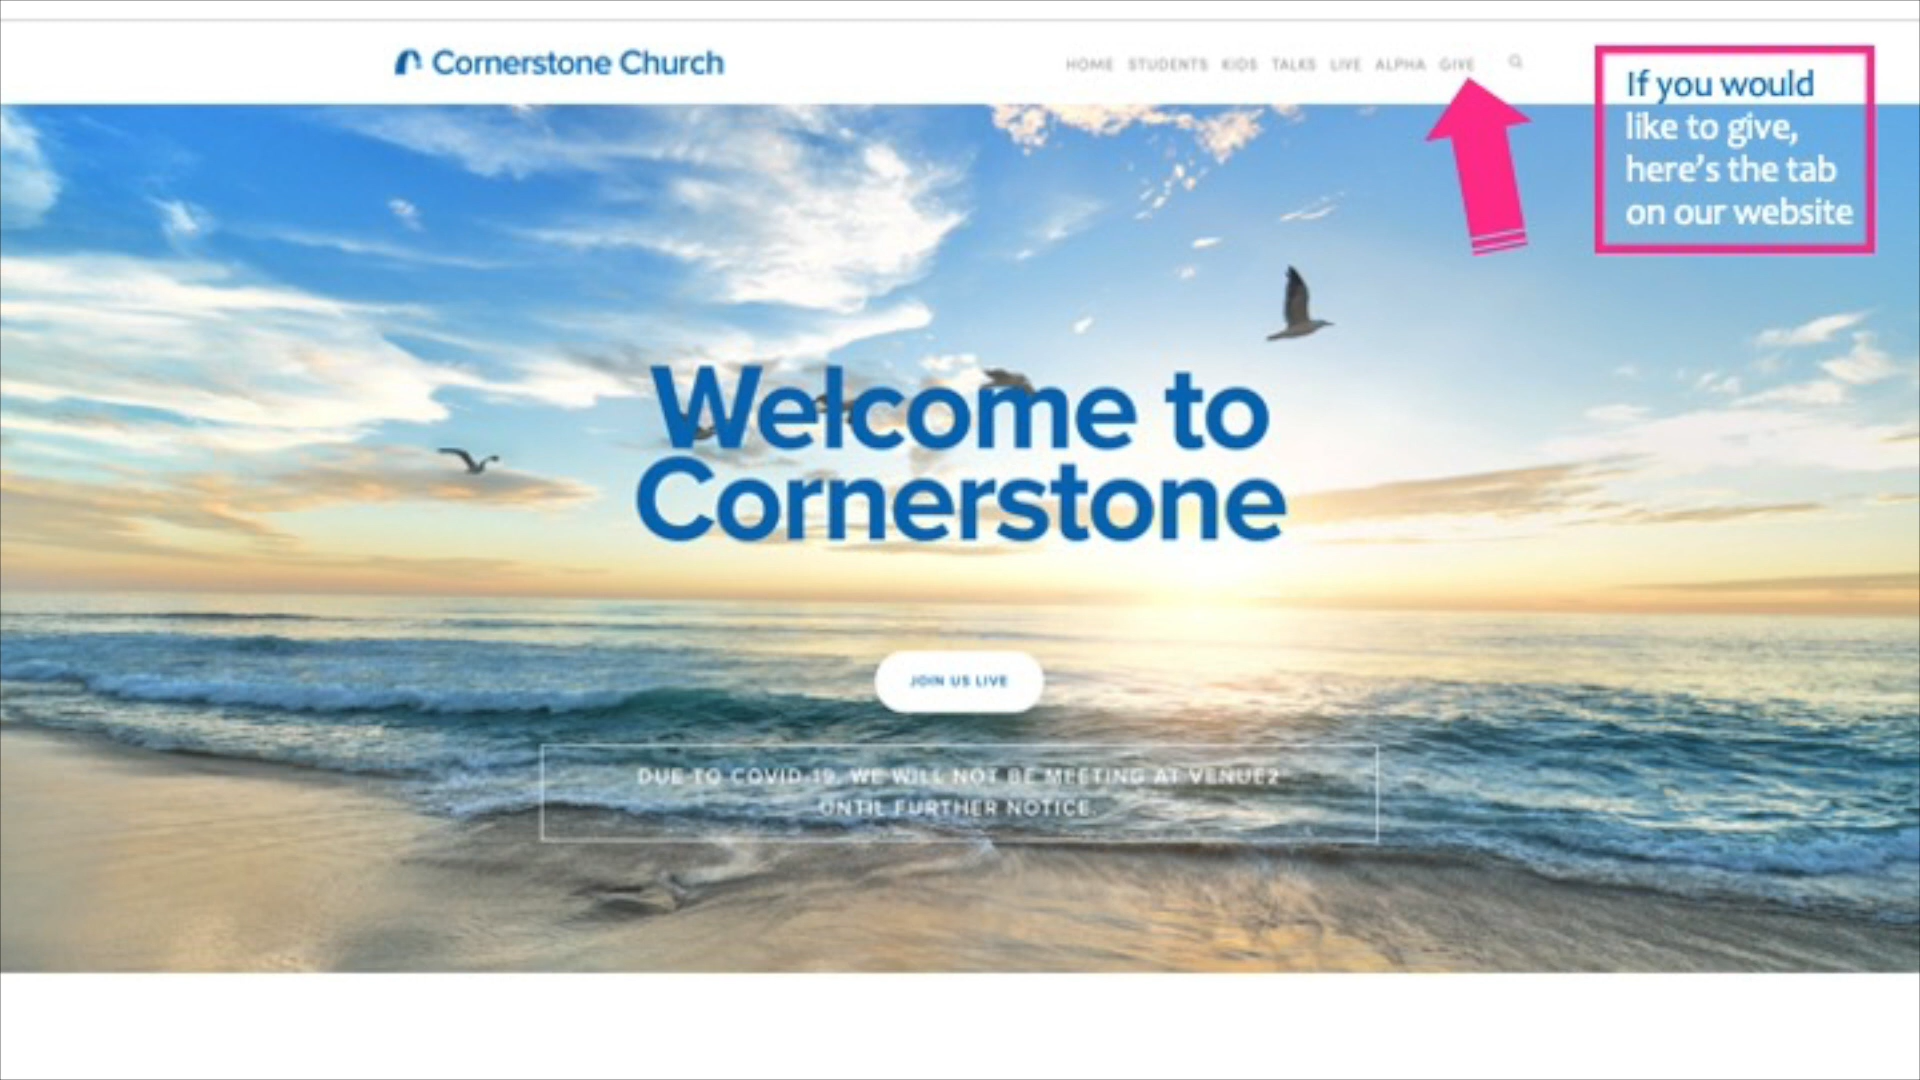 Cornerstone Church
HOME STUDENTS KIDS TALKS LIVE ALPHA GIVE
If you would
like to give,
here's the tab
on our website
Welcome to
Cornerstone
JOIN US LIVE
DUE TO COVID-19, WE WILL NOT BE MEETING AT VENUE2
UNTIL FURTHER NOTICE.